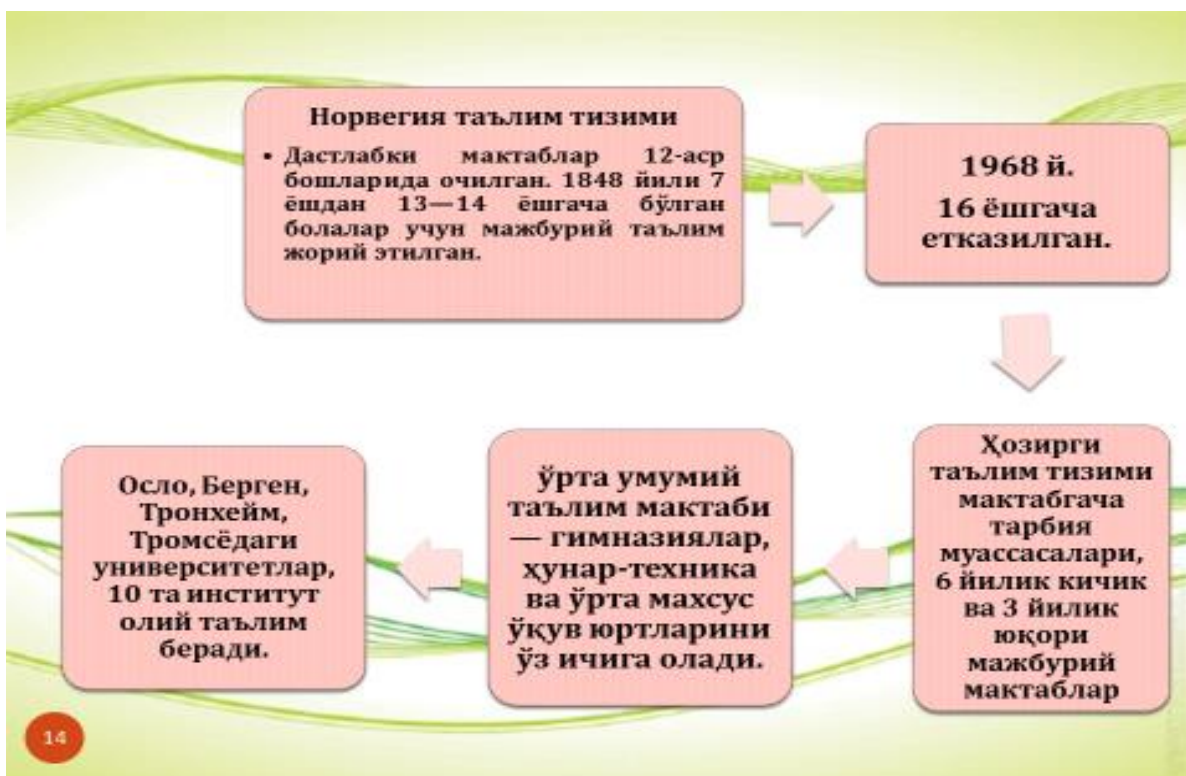 Норвегия таълим тизими
• Дастлабки мактаблар 12-аср
бошларида очилган. 1848 йили 7
ёшдан 13—14 ёшгача бўлган
болалар учун мажбурий таълим
жорий этилган.
1968 й.
16 ёшгача
етказилган.
Ҳозирги
таълим тизими
мактабгача
тарбия
муассасалари,
6 йилик кичик
ва 3 йилик
юқори
мажбурий
мактаблар
ўрта умумий
таълим мактаби
— гимназиялар,
ҳунар-техника
ва ўрта махсус
ўқув юртларини
ўз ичига олади.
Осло, Берген,
Тронхейм,
Тромсёдаги
университетлар,
10 та институт
олий таълим
беради.
14